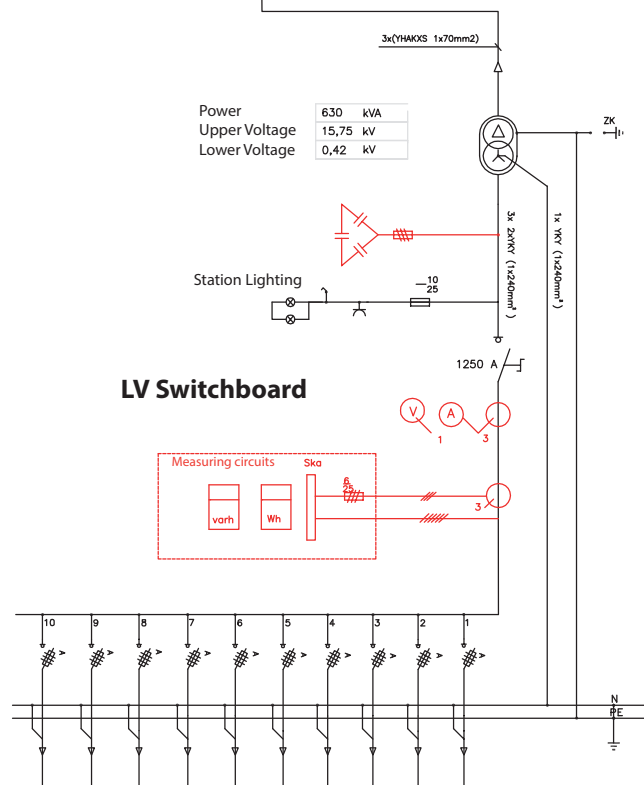 3x(YHAKXS 1x70mm2)
ZK
Power 630 kVA
Upper Voltage 15,75 kV
Lower Voltage 0,42 kV
3x 2xYKY (1x240mm²)
1x YKY (1x240mm²)
Station Lighting
10
25
1250 A
LV Switchboard
V
A
1
3
Measuring circuits
Ska
6
25
varh
Wh
3
10 9 8 7 6 5 4 3 2 1
A A A A A A A A A A
N
PE